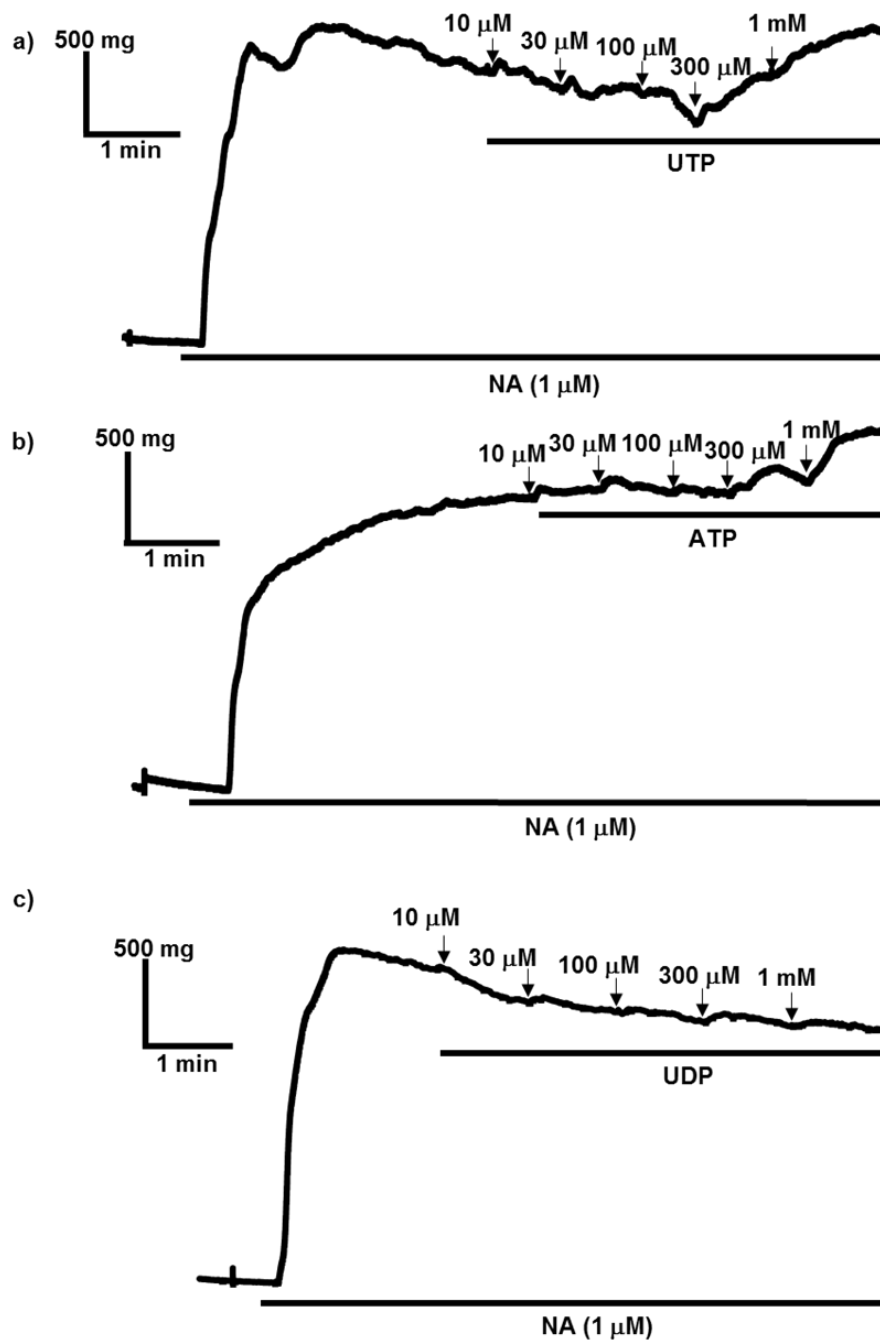 a)
500 mg
1 min
10 µM
30 µM
100 µM
300 µM
1 mM
UTP
NA (1 µM)
b)
500 mg
1 min
10 µM
30 µM
100 µM
300 µM
1 mM
ATP
NA (1 µM)
c)
500 mg
1 min
10 µM
30 µM
100 µM
300 µM
1 mM
UDP
NA (1 µM)